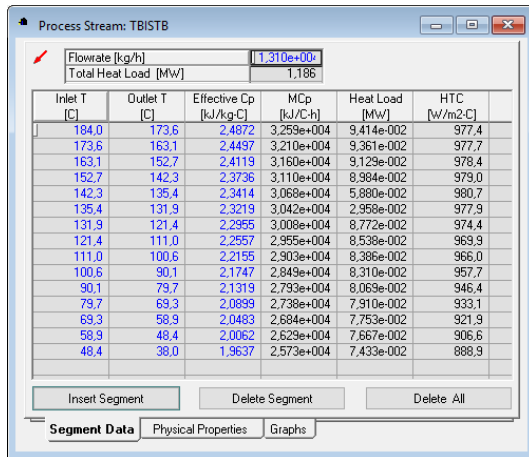 Process Stream: TBISTB
Flowrate [kg/h] 1,310e+004
Total Heat Load [MW] 1,186
Inlet T Outlet T Effective Cp MCp Heat Load HTC
[C] [C] [kJ/kg-C] [kJ/C-h] [MW] [W/m2-C]
184,0 173,6 2,4872 3,259e+004 9,414e-002 977,4
173,6 163,1 2,4497 3,210e+004 9,361e-002 977,7
163,1 152,7 2,4119 3,160e+004 9,129e-002 978,4
152,7 142,3 2,3736 3,110e+004 8,984e-002 979,0
142,3 135,4 2,3414 3,068e+004 5,880e-002 980,7
135,4 131,9 2,3219 3,042e+004 2,958e-002 977,9
131,9 121,4 2,2955 3,008e+004 8,772e-002 974,4
121,4 111,0 2,2557 2,955e+004 8,538e-002 969,9
111,0 100,6 2,2155 2,903e+004 8,386e-002 966,0
100,6 90,1 2,1747 2,849e+004 8,310e-002 957,7
90,1 79,7 2,1319 2,793e+004 8,069e-002 946,4
79,7 69,3 2,0899 2,738e+004 7,910e-002 933,1
69,3 58,9 2,0483 2,684e+004 7,753e-002 921,9
58,9 48,4 2,0062 2,629e+004 7,667e-002 906,6
48,4 38,0 1,9637 2,573e+004 7,433e-002 888,9
Insert Segment Delete Segment Delete All
Segment Data Physical Properties Graphs